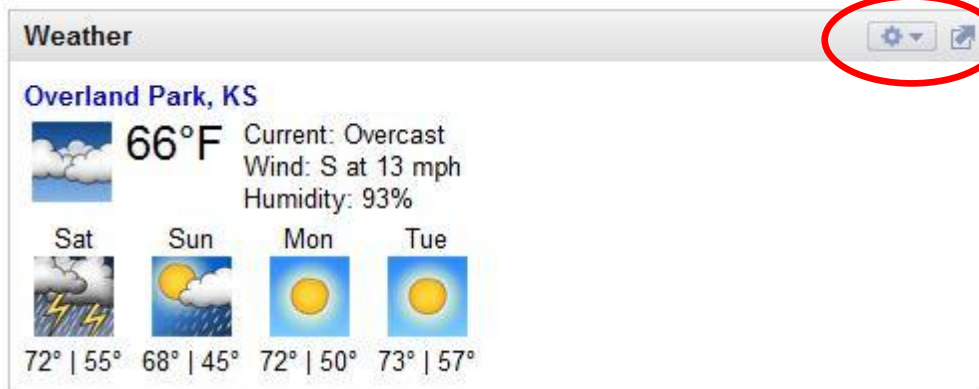 Weather
Overland Park, KS
66°F
Current: Overcast
Wind: S at 13 mph
Humidity: 93%
Sat Sun Mon Tue
72° | 55° 68° | 45° 72° | 50° 73° | 57°